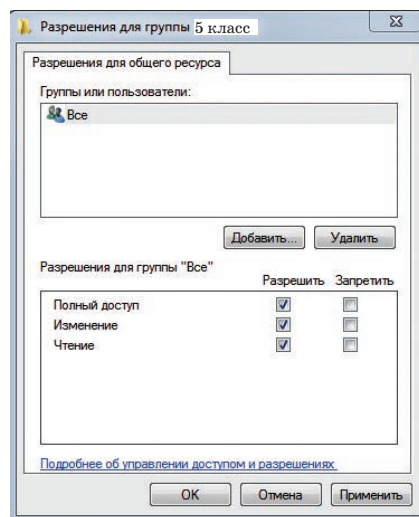 Разрешения для группы 5 класс
Разрешения для общего ресурса
Группы или пользователи:
Все
Добавить...
Удалить
Разрешения для группы "Все"
Разрешить Запретить
Полный доступ
Изменение
Чтение
Подробнее об управлении доступом и разрешениях
OK
Отмена
Применить